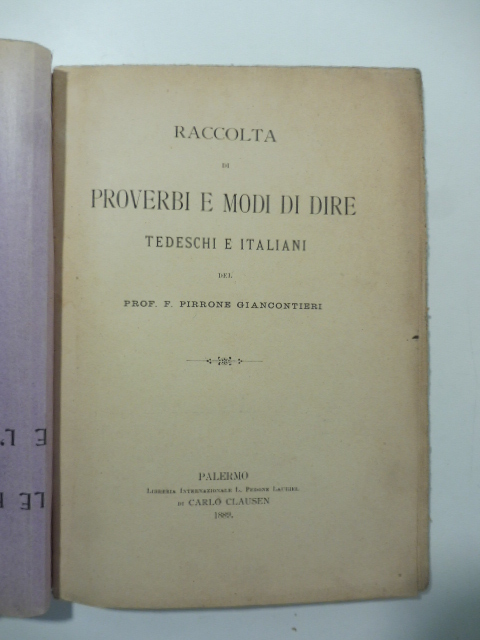 RACCOLTA
DI
PROVERBI E MODI DI DIRE
TEDESCHI E ITALIANI
DEL
PROF. F. PIRRONE GIANCONTIERI
PALERMO
LIBRERIA INTERNAZIONALE L. PEDONE LAURIEL
DI CARLO CLAUSEN
1889.